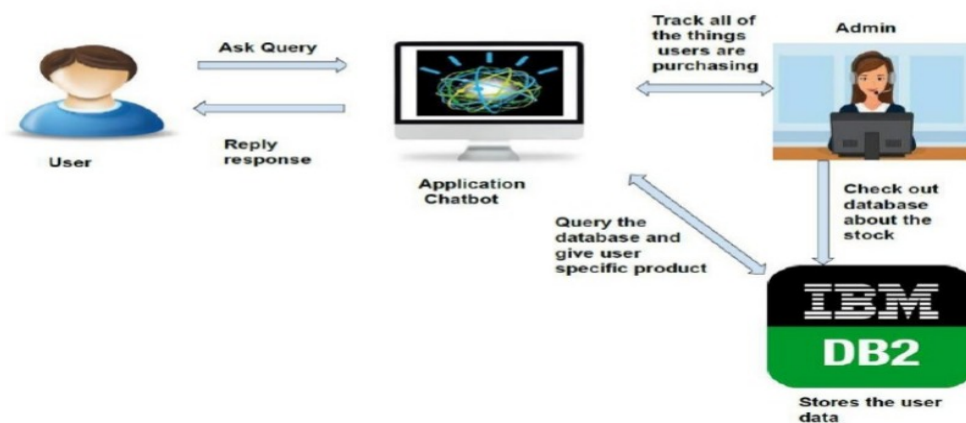 Ask Query
Reply
response
User
Application
Chatbot
Track all of
the things
users are
purchasing
Admin
Query the
database and
give user
specific product
Check out
database
about the
stock
IBM
DB2
Stores the user
data